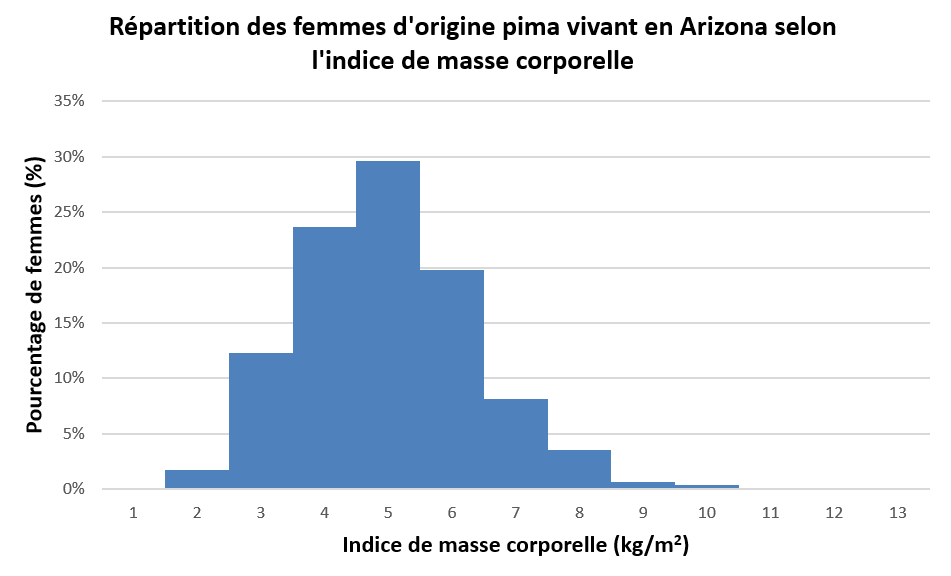 Répartition des femmes d'origine pima vivant en Arizona selon
l'indice de masse corporelle
Pourcentage de femmes (%)
35%
30%
25%
20%
15%
10%
5%
0%
1 2 3 4 5 6 7 8 9 10 11 12 13
Indice de masse corporelle (kg/m²)